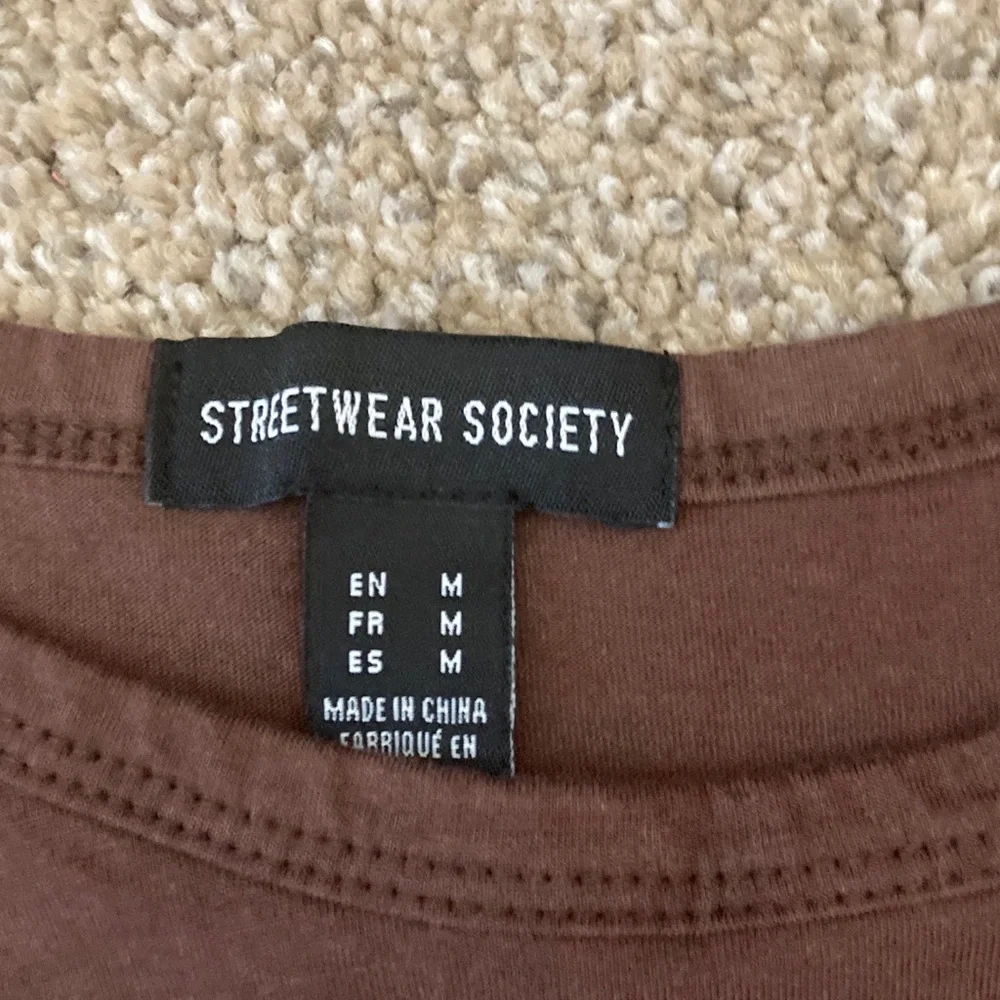 STREETWEAR SOCIETY
EN M
FR M
ES M
MADE IN CHINA
FABRIQUÉ EN